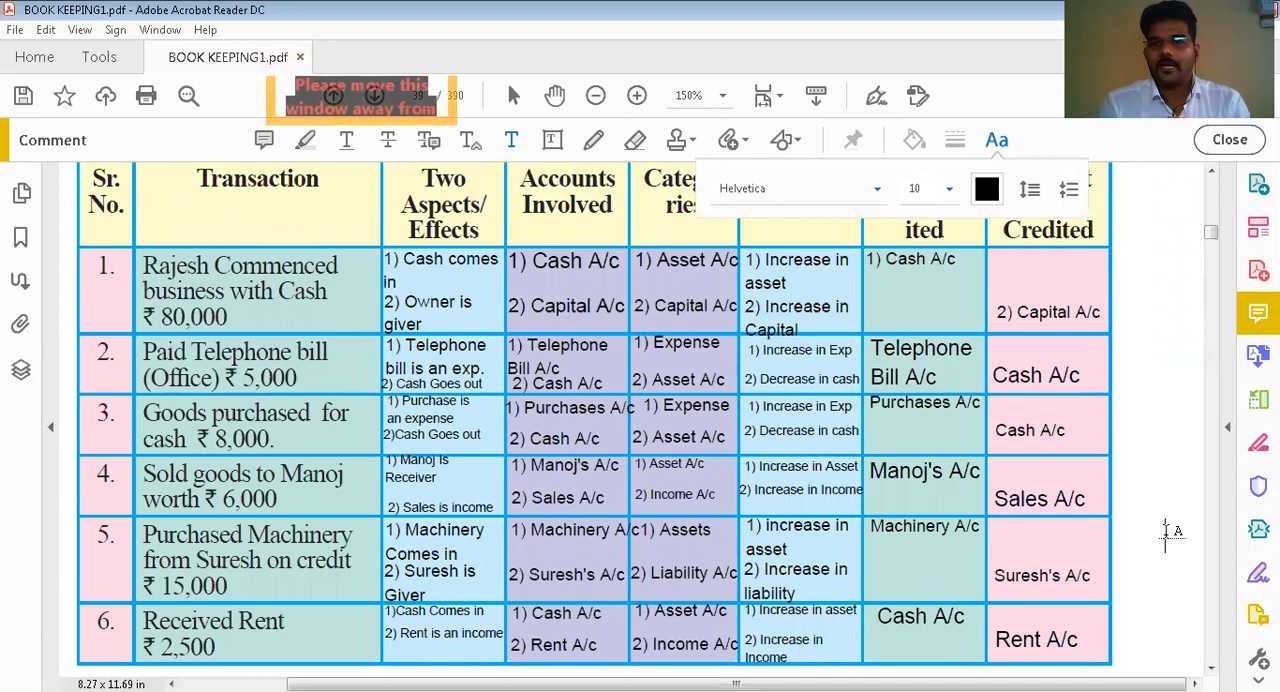 BOOK KEEPING1.pdf - Adobe Acrobat Reader DC
File Edit View Sign Window Help
Home Tools BOOK KEEPING1.pdf ×
Please move this
window away from
/ 390
150%
Comment
Close
Helvetica 10
Sr. No.
Transaction
Two Aspects/ Effects
Accounts Involved
ited
Credited
1.
Rajesh Commenced
business with Cash
₹ 80,000
1) Cash comes
in
2) Owner is
giver
1) Cash A/c
2) Capital A/c
1) Asset A/c
2) Capital A/c
1) Increase in
asset
2) Increase in
Capital
1) Cash A/c
2) Capital A/c
2.
Paid Telephone bill
(Office) ₹ 5,000
1) Telephone
bill is an exp.
2) Cash Goes out
1) Telephone
Bill A/c
2) Cash A/c
1) Expense
2) Asset A/c
1) Increase in Exp
2) Decrease in cash
Telephone
Bill A/c
Cash A/c
3.
Goods purchased for
cash ₹ 8,000.
1) Purchase is
an expense
2)Cash Goes out
1) Purchases A/c
2) Cash A/c
1) Expense
2) Asset A/c
1) Increase in Exp
2) Decrease in cash
Purchases A/c
Cash A/c
4.
Sold goods to Manoj
worth ₹ 6,000
1) Manoj is
Receiver
2) Sales is income
1) Manoj's A/c
2) Sales A/c
1) Asset A/c
2) Income A/c
1) Increase in Asset
2) Increase in Income
Manoj's A/c
Sales A/c
5.
Purchased Machinery
from Suresh on credit
₹ 15,000
1) Machinery
Comes in
2) Suresh is
Giver
1) Machinery A/c
2) Suresh's A/c
1) Assets
2) Liability A/c
1) increase in
asset
2) Increase in
liability
Machinery A/c
Suresh's A/c
6.
Received Rent
₹ 2,500
1)Cash Comes in
2) Rent is an income
1) Cash A/c
2) Rent A/c
1) Asset A/c
2) Income A/c
1) Increase in asset
2) Increase in
Income
Cash A/c
Rent A/c
8.27 x 11.69 in